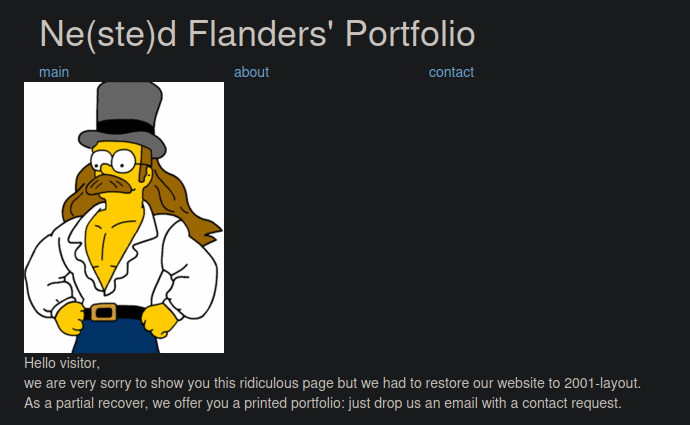 Ne(ste)d Flanders' Portfolio
main about contact
Hello visitor,
we are very sorry to show you this ridiculous page but we had to restore our website to 2001-layout.
As a partial recover, we offer you a printed portfolio: just drop us an email with a contact request.